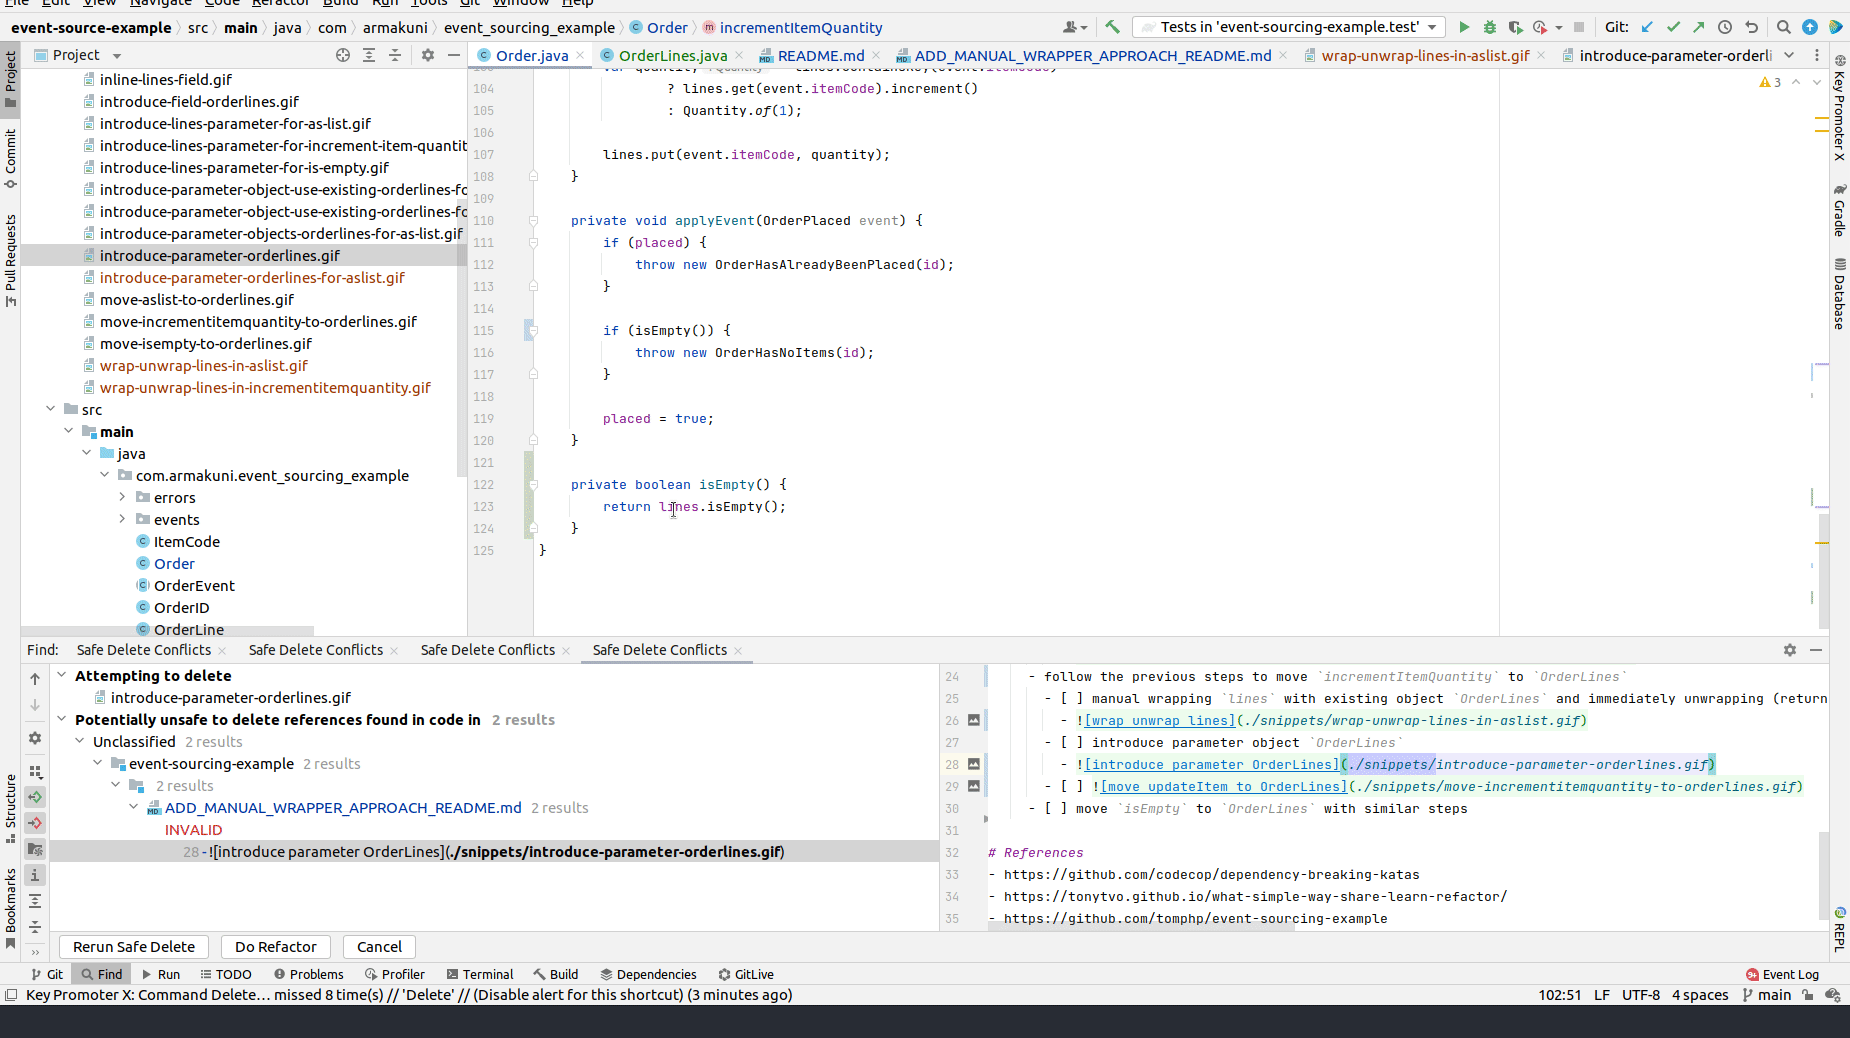 File Edit View Navigate Code Refactor Build Run Tools Git Window Help
event-source-example src main java com armakuni event_sourcing_example Order incrementItemQuantity Tests in 'event-sourcing-example.test' Git:
Project Order.java OrderLines.java README.md ADD_MANUAL_WRAPPER_APPROACH_README.md wrap-unwrap-lines-in-aslist.gif introduce-parameter-orderli
Project
Commit
Pull Requests
inline-lines-field.gif
introduce-field-orderlines.gif
introduce-lines-parameter-for-as-list.gif
introduce-lines-parameter-for-increment-item-quantit
introduce-lines-parameter-for-is-empty.gif
introduce-parameter-object-use-existing-orderlines-fo
introduce-parameter-object-use-existing-orderlines-fo
introduce-parameter-objects-orderlines-for-as-list.gif
introduce-parameter-orderlines.gif
introduce-parameter-orderlines-for-aslist.gif
move-aslist-to-orderlines.gif
move-incrementitemquantity-to-orderlines.gif
move-isempty-to-orderlines.gif
wrap-unwrap-lines-in-aslist.gif
wrap-unwrap-lines-in-incrementitemquantity.gif
src
main
java
com.armakuni.event_sourcing_example
errors
events
ItemCode
Order
OrderEvent
OrderID
OrderLine
104 ? lines.get(event.itemCode).increment()
105 : Quantity.of(1);
106
107 lines.put(event.itemCode, quantity);
108 }
109
110 private void applyEvent(OrderPlaced event) {
111 if (placed) {
112 throw new OrderHasAlreadyBeenPlaced(id);
113 }
114
115 if (isEmpty()) {
116 throw new OrderHasNoItems(id);
117 }
118
119 placed = true;
120 }
121
122 private boolean isEmpty() {
123 return lines.isEmpty();
124 }
125 }
3
Key Promoter X
Gradle
Database
Find: Safe Delete Conflicts Safe Delete Conflicts Safe Delete Conflicts Safe Delete Conflicts
Attempting to delete
introduce-parameter-orderlines.gif
Potentially unsafe to delete references found in code in 2 results
Unclassified 2 results
event-sourcing-example 2 results
2 results
ADD_MANUAL_WRAPPER_APPROACH_README.md 2 results
INVALID
28 - ![introduce parameter OrderLines](./snippets/introduce-parameter-orderlines.gif)
24 - follow the previous steps to move `incrementItemQuantity` to `OrderLines`
25 - [ ] manual wrapping `lines` with existing object `OrderLines` and immediately unwrapping (return
26 - ![wrap unwrap lines](./snippets/wrap-unwrap-lines-in-aslist.gif)
27 - [ ] introduce parameter object `OrderLines`
28 - ![introduce parameter OrderLines](./snippets/introduce-parameter-orderlines.gif)
29 - [ ] ![move updateItem to OrderLines](./snippets/move-incrementitemquantity-to-orderlines.gif)
30 - [ ] move `isEmpty` to `OrderLines` with similar steps
31
32 # References
33 - https://github.com/codecop/dependency-breaking-katas
34 - https://tonytvo.github.io/what-simple-way-share-learn-refactor/
35 - https://github.com/tomphp/event-sourcing-example
Structure
Bookmarks
REPL
Rerun Safe Delete Do Refactor Cancel
Git Find Run TODO Problems Profiler Terminal Build Dependencies GitLive 9+ Event Log
Key Promoter X: Command Delete... missed 8 time(s) // 'Delete' // (Disable alert for this shortcut) (3 minutes ago) 102:51 LF UTF-8 4 spaces main